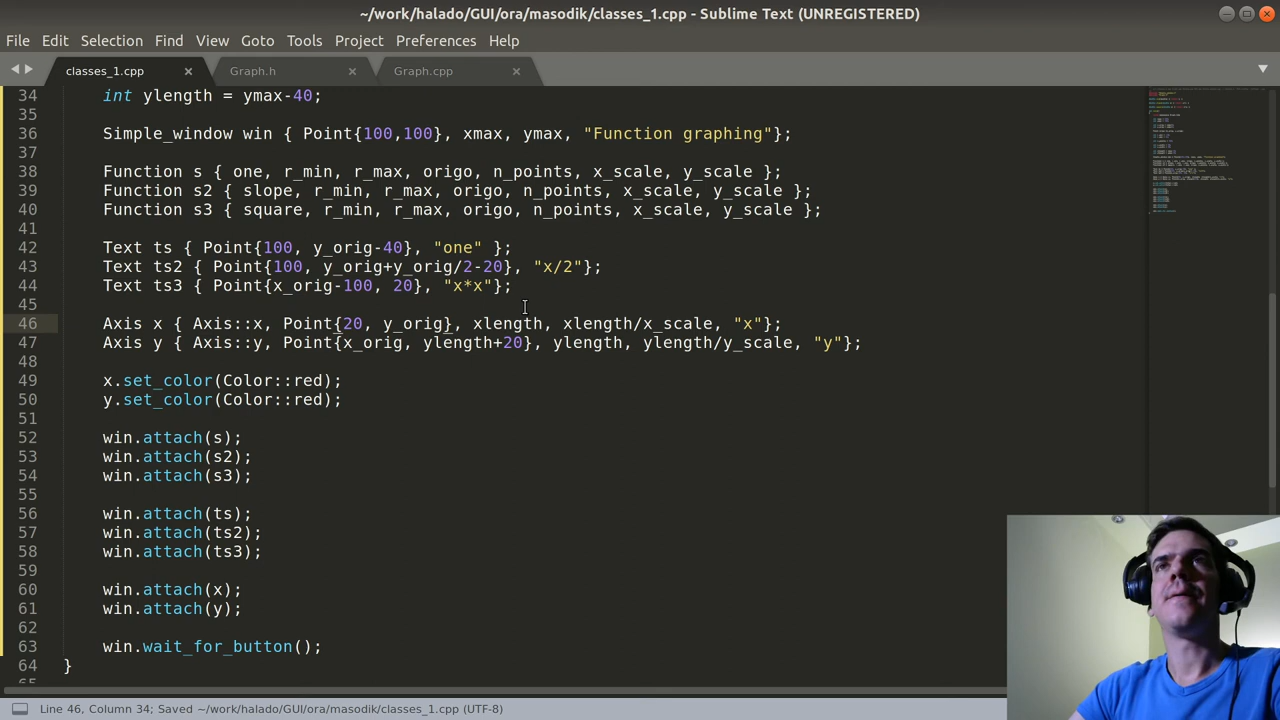 ~/work/halado/GUI/ora/masodik/classes_1.cpp - Sublime Text (UNREGISTERED)
File Edit Selection Find View Goto Tools Project Preferences Help
classes_1.cpp Graph.h Graph.cpp
34 int ylength = ymax-40;
35
36 Simple_window win { Point{100,100}, xmax, ymax, "Function graphing"};
37
38 Function s { one, r_min, r_max, origo, n_points, x_scale, y_scale };
39 Function s2 { slope, r_min, r_max, origo, n_points, x_scale, y_scale };
40 Function s3 { square, r_min, r_max, origo, n_points, x_scale, y_scale };
41
42 Text ts { Point{100, y_orig-40}, "one" };
43 Text ts2 { Point{100, y_orig+y_orig/2-20}, "x/2"};
44 Text ts3 { Point{x_orig-100, 20}, "x*x"};
45
46 Axis x { Axis::x, Point{20, y_orig}, xlength, xlength/x_scale, "x"};
47 Axis y { Axis::y, Point{x_orig, ylength+20}, ylength, ylength/y_scale, "y"};
48
49 x.set_color(Color::red);
50 y.set_color(Color::red);
51
52 win.attach(s);
53 win.attach(s2);
54 win.attach(s3);
55
56 win.attach(ts);
57 win.attach(ts2);
58 win.attach(ts3);
59
60 win.attach(x);
61 win.attach(y);
62
63 win.wait_for_button();
64 }
65
Line 46, Column 34; Saved ~/work/halado/GUI/ora/masodik/classes_1.cpp (UTF-8)